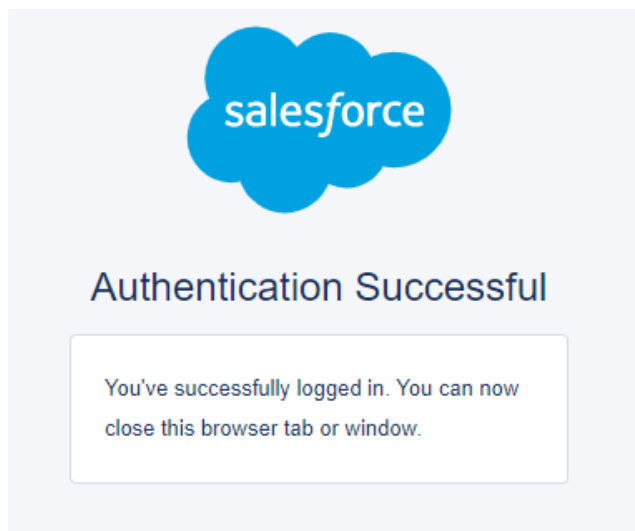 salesforce
Authentication Successful
You've successfully logged in. You can now
close this browser tab or window.